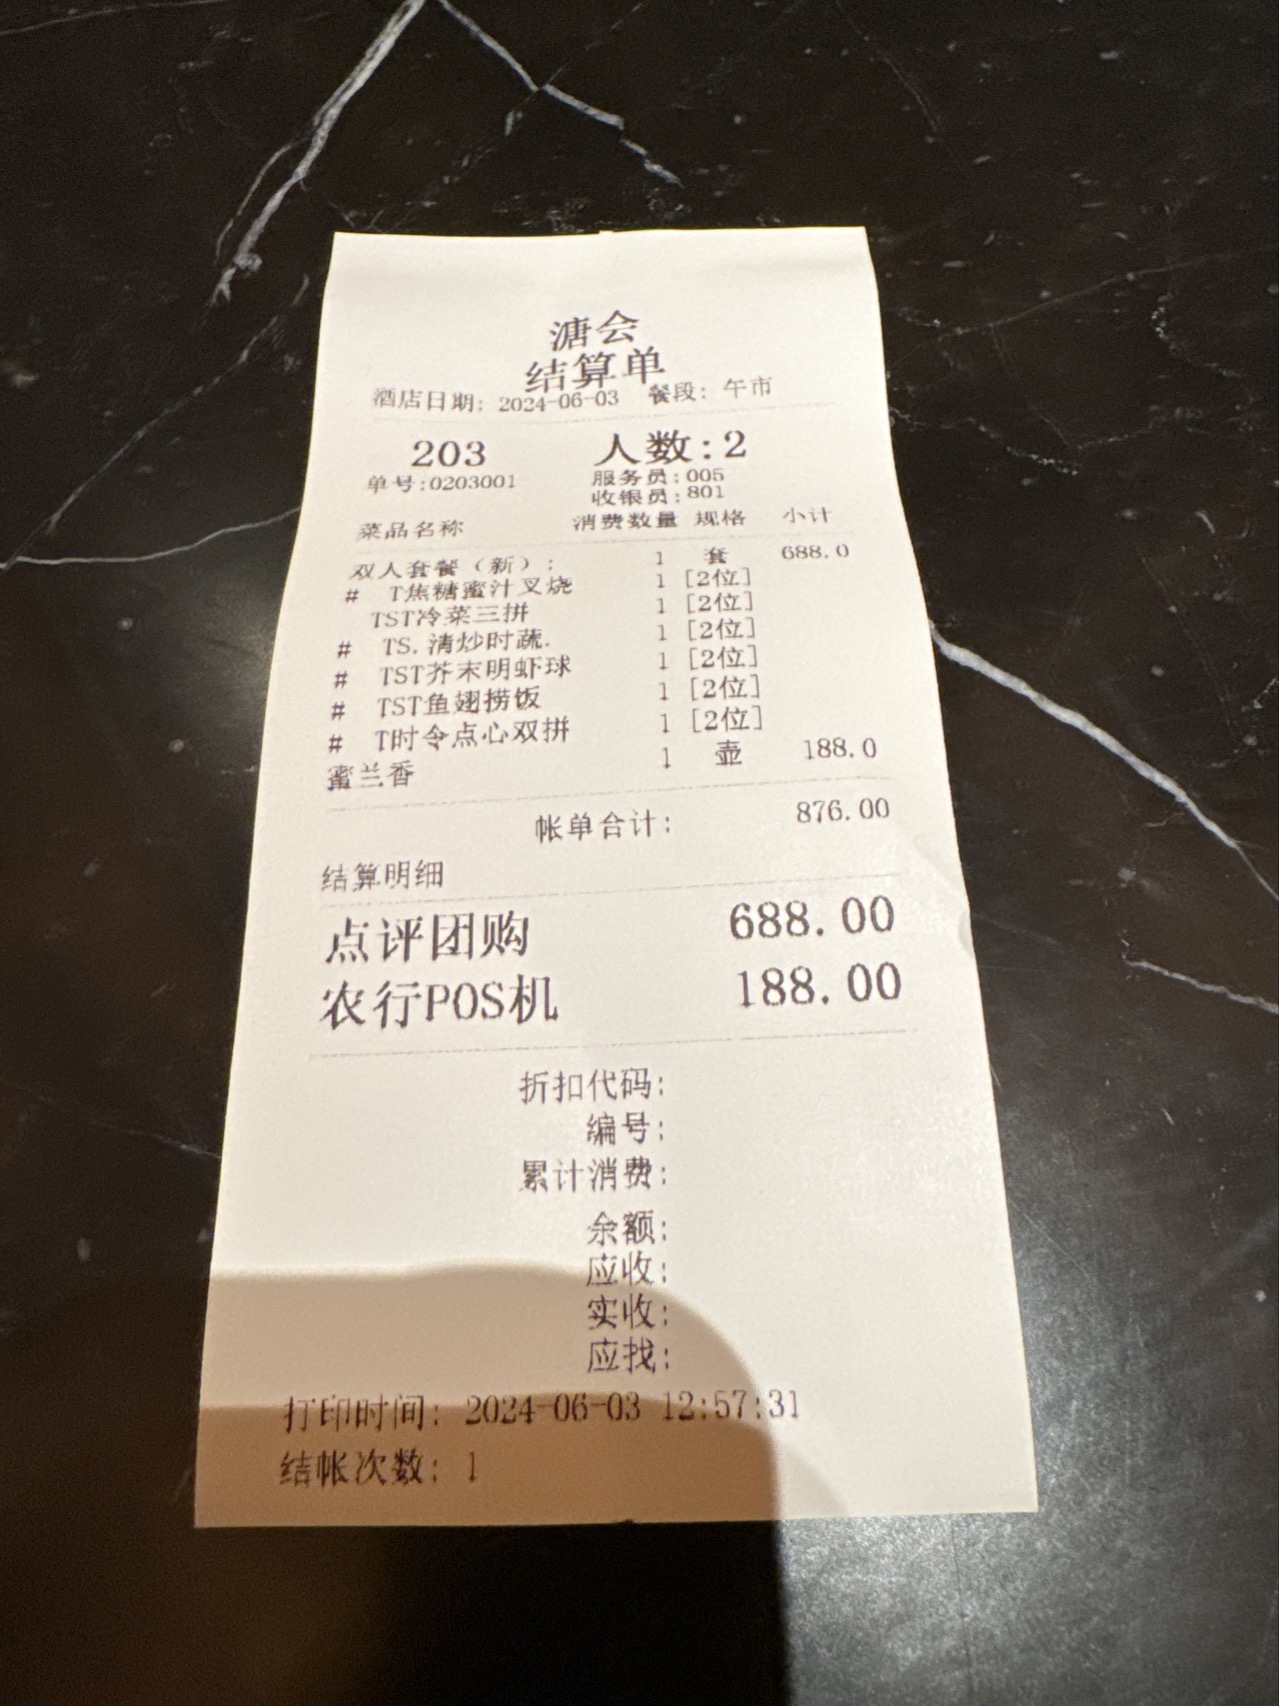 溏会
结算单
酒店日期: 2024-06-03 餐段: 午市
203 人数:2
单号:0203001 服务员:005
收银员:801
菜品名称 消费数量 规格 小计
双人套餐（新）: 1 套 688.0
# T焦糖蜜汁叉烧 1 [2位]
TST冷菜三拼 1 [2位]
# TS.清炒时蔬. 1 [2位]
# TST芥末明虾球 1 [2位]
# TST鱼翅捞饭 1 [2位]
# T时令点心双拼 1 [2位]
蜜兰香 1 壶 188.0
帐单合计: 876.00
结算明细
点评团购 688.00
农行POS机 188.00
折扣代码:
编号:
累计消费:
余额:
应收:
实收:
应找:
打印时间: 2024-06-03 12:57:31
结帐次数: 1